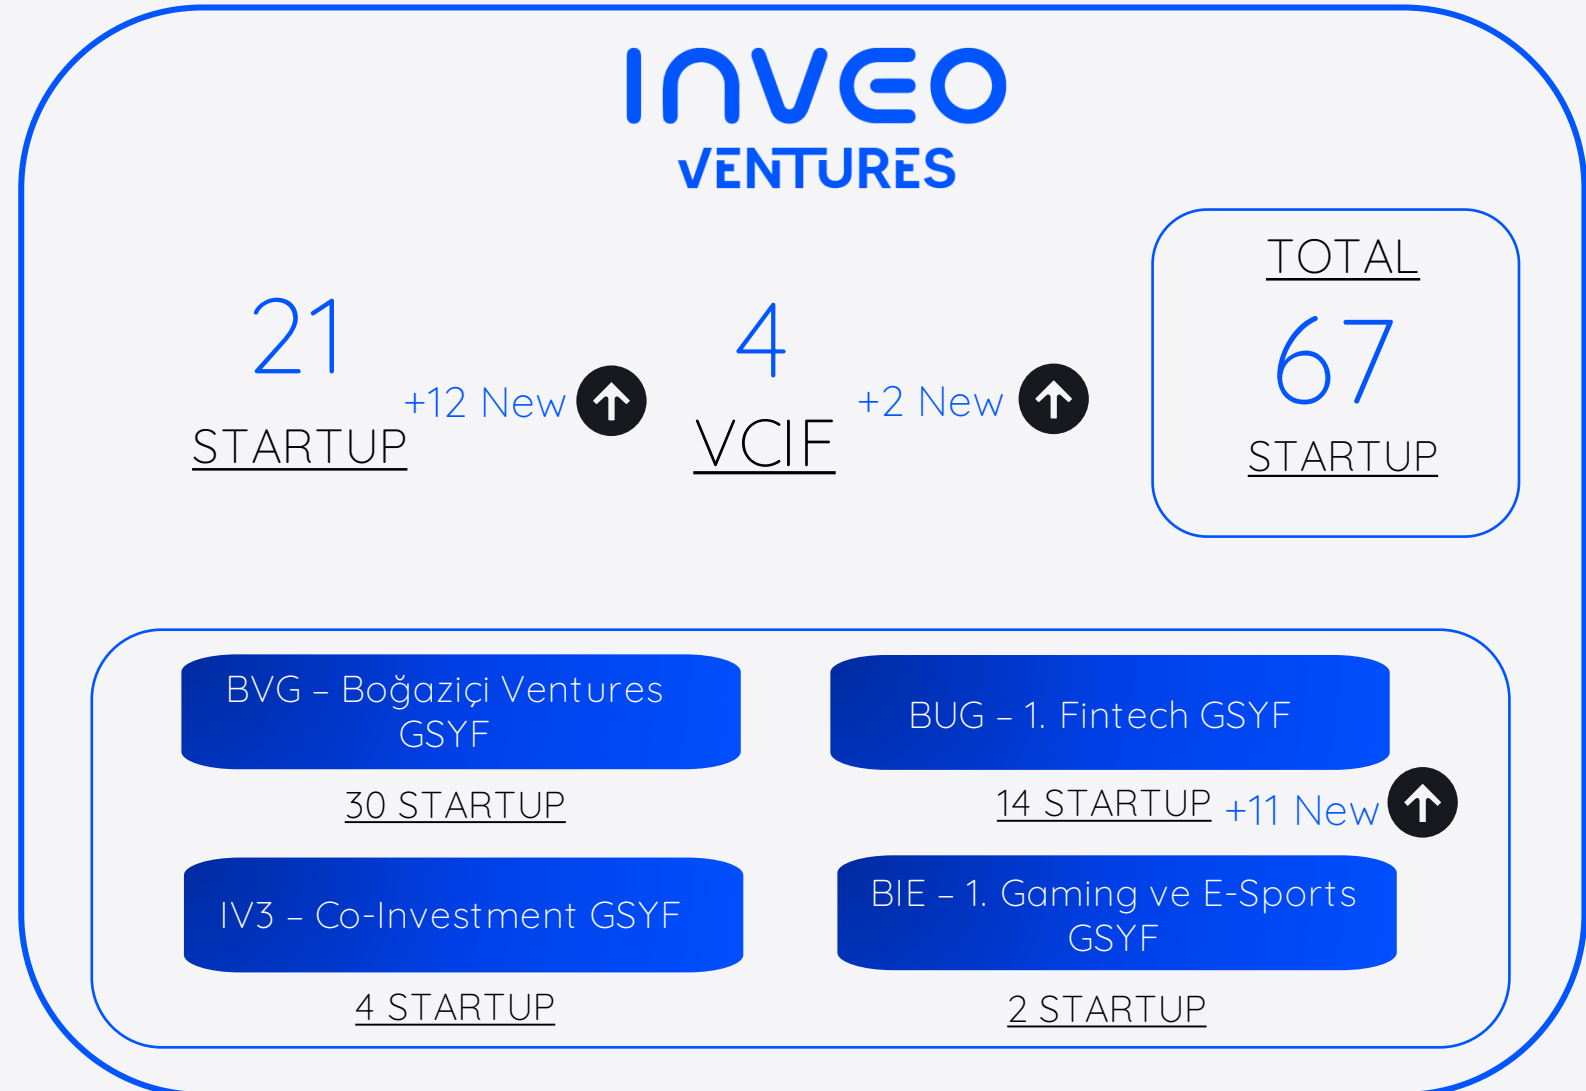 INVEO
VENTURES
21
+12 New
STARTUP
4
+2 New
VCIF
TOTAL
67
STARTUP
BVG – Boğaziçi Ventures
GSYF
30 STARTUP
BUG – 1. Fintech GSYF
14 STARTUP +11 New
IV3 – Co-Investment GSYF
4 STARTUP
BIE – 1. Gaming ve E-Sports
GSYF
2 STARTUP